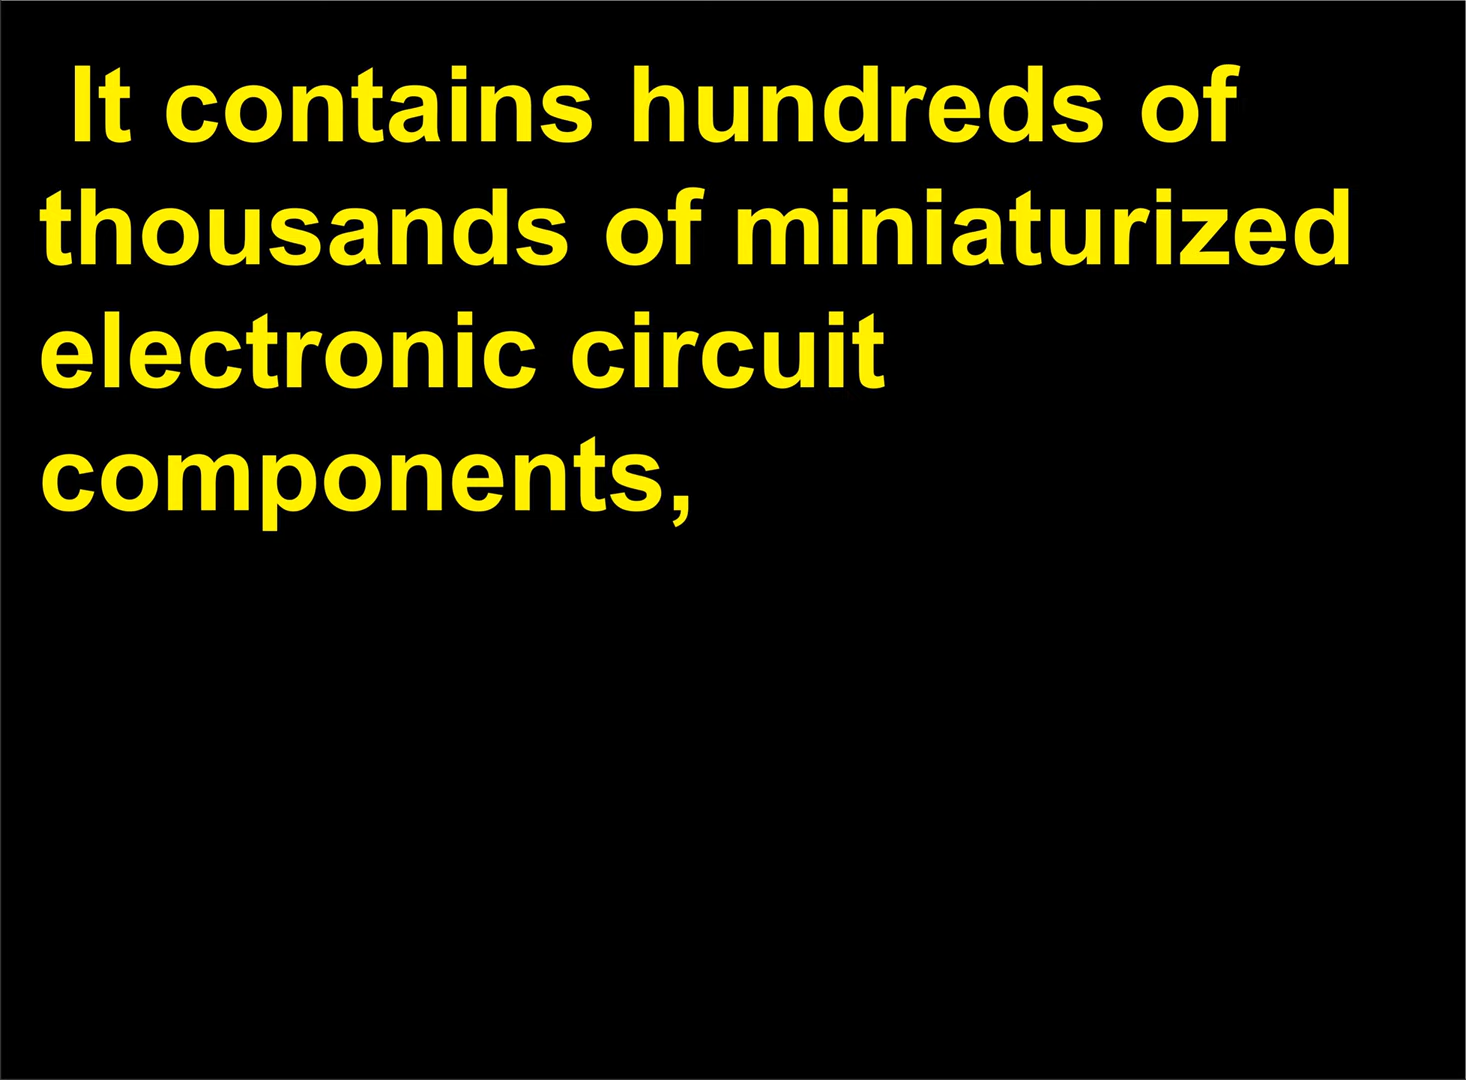 It contains hundreds of
thousands of miniaturized
electronic circuit
components,